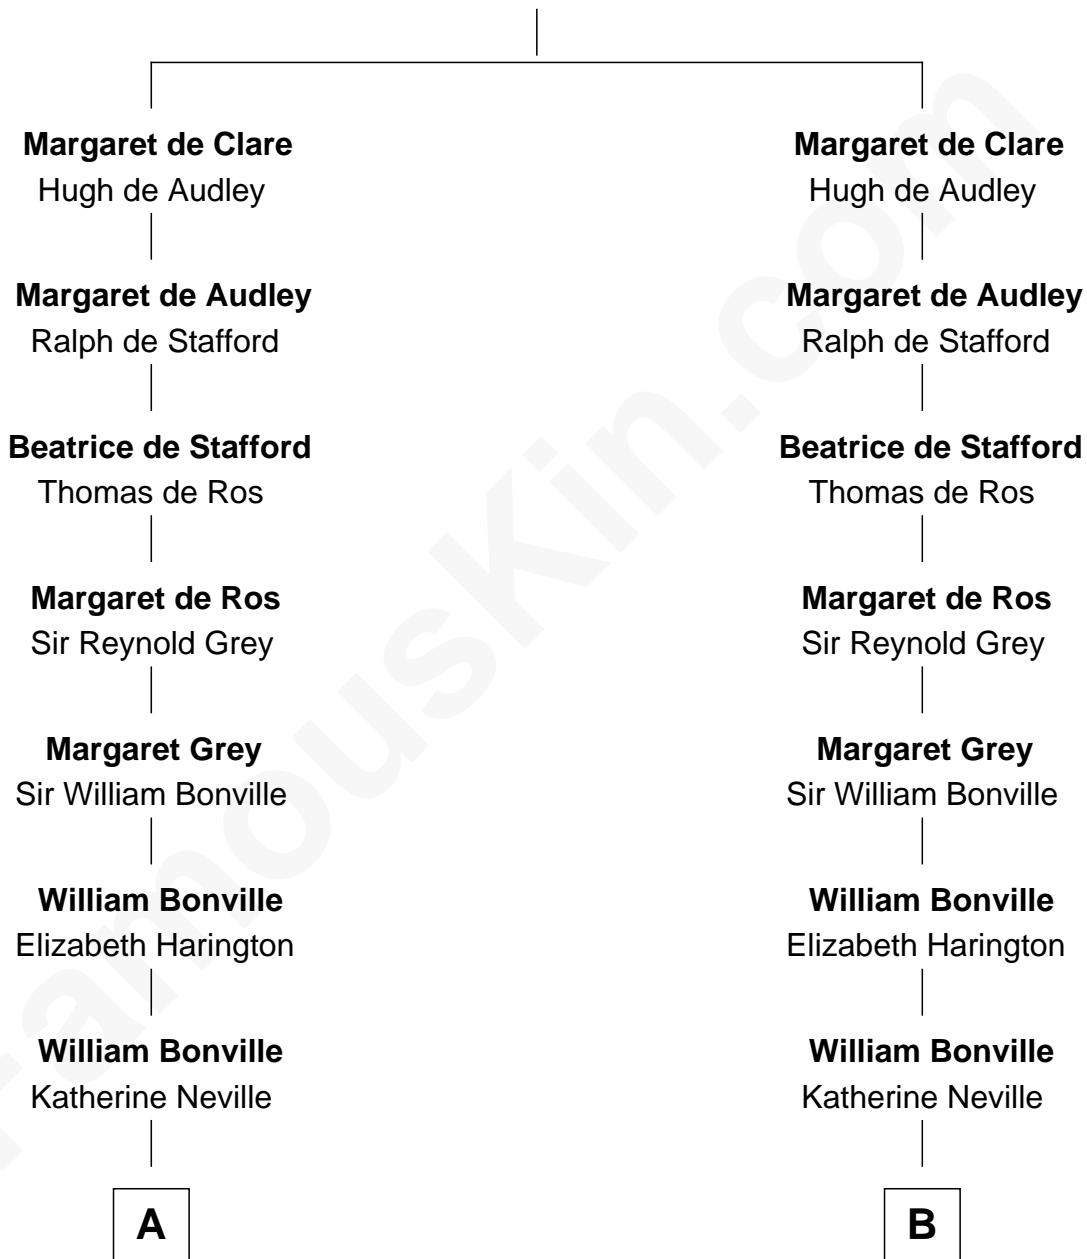 Margaret de Clare
Hugh de Audley
Margaret de Audley
Ralph de Stafford
Beatrice de Stafford
Thomas de Ros
Margaret de Ros
Sir Reynold Grey
Margaret Grey
Sir William Bonville
William Bonville
Elizabeth Harington
William Bonville
Katherine Neville
A
Margaret de Clare
Hugh de Audley
Margaret de Audley
Ralph de Stafford
Beatrice de Stafford
Thomas de Ros
Margaret de Ros
Sir Reynold Grey
Margaret Grey
Sir William Bonville
William Bonville
Elizabeth Harington
William Bonville
Katherine Neville
B
FamousKin.com